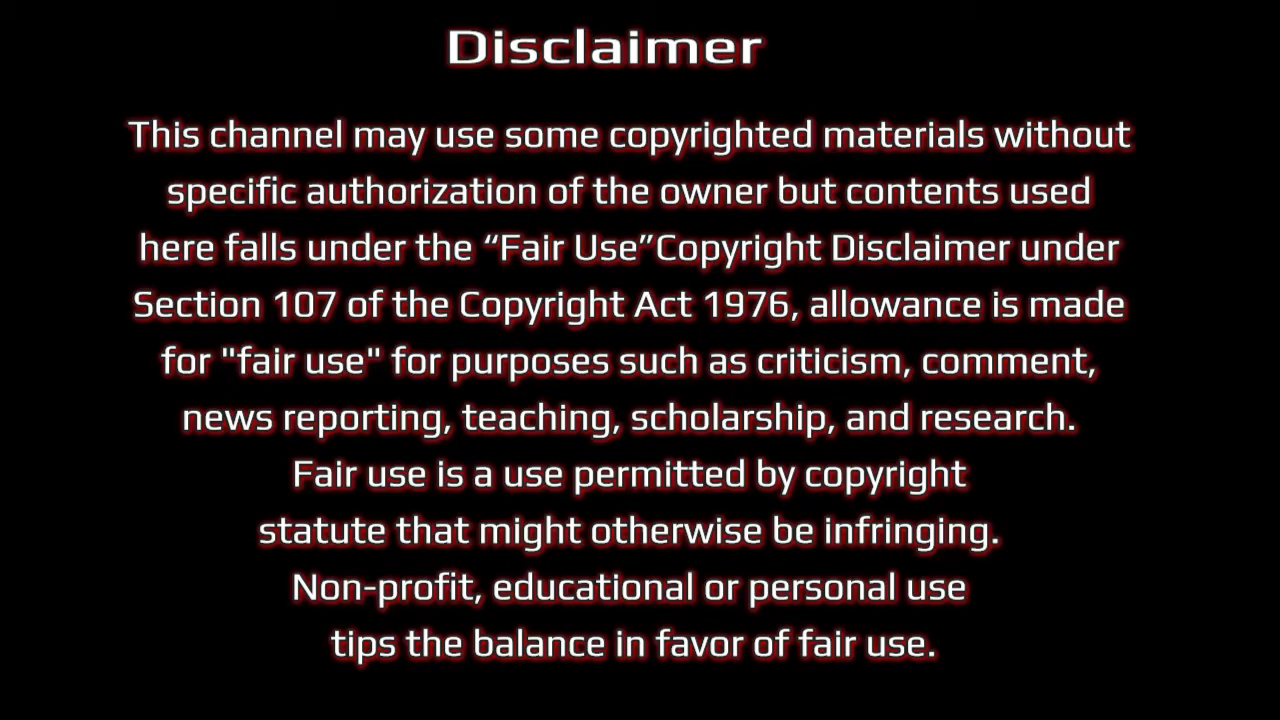 Disclaimer
This channel may use some copyrighted materials without
specific authorization of the owner but contents used
here falls under the “Fair Use”Copyright Disclaimer under
Section 107 of the Copyright Act 1976, allowance is made
for "fair use" for purposes such as criticism, comment,
news reporting, teaching, scholarship, and research.
Fair use is a use permitted by copyright
statute that might otherwise be infringing.
Non-profit, educational or personal use
tips the balance in favor of fair use.